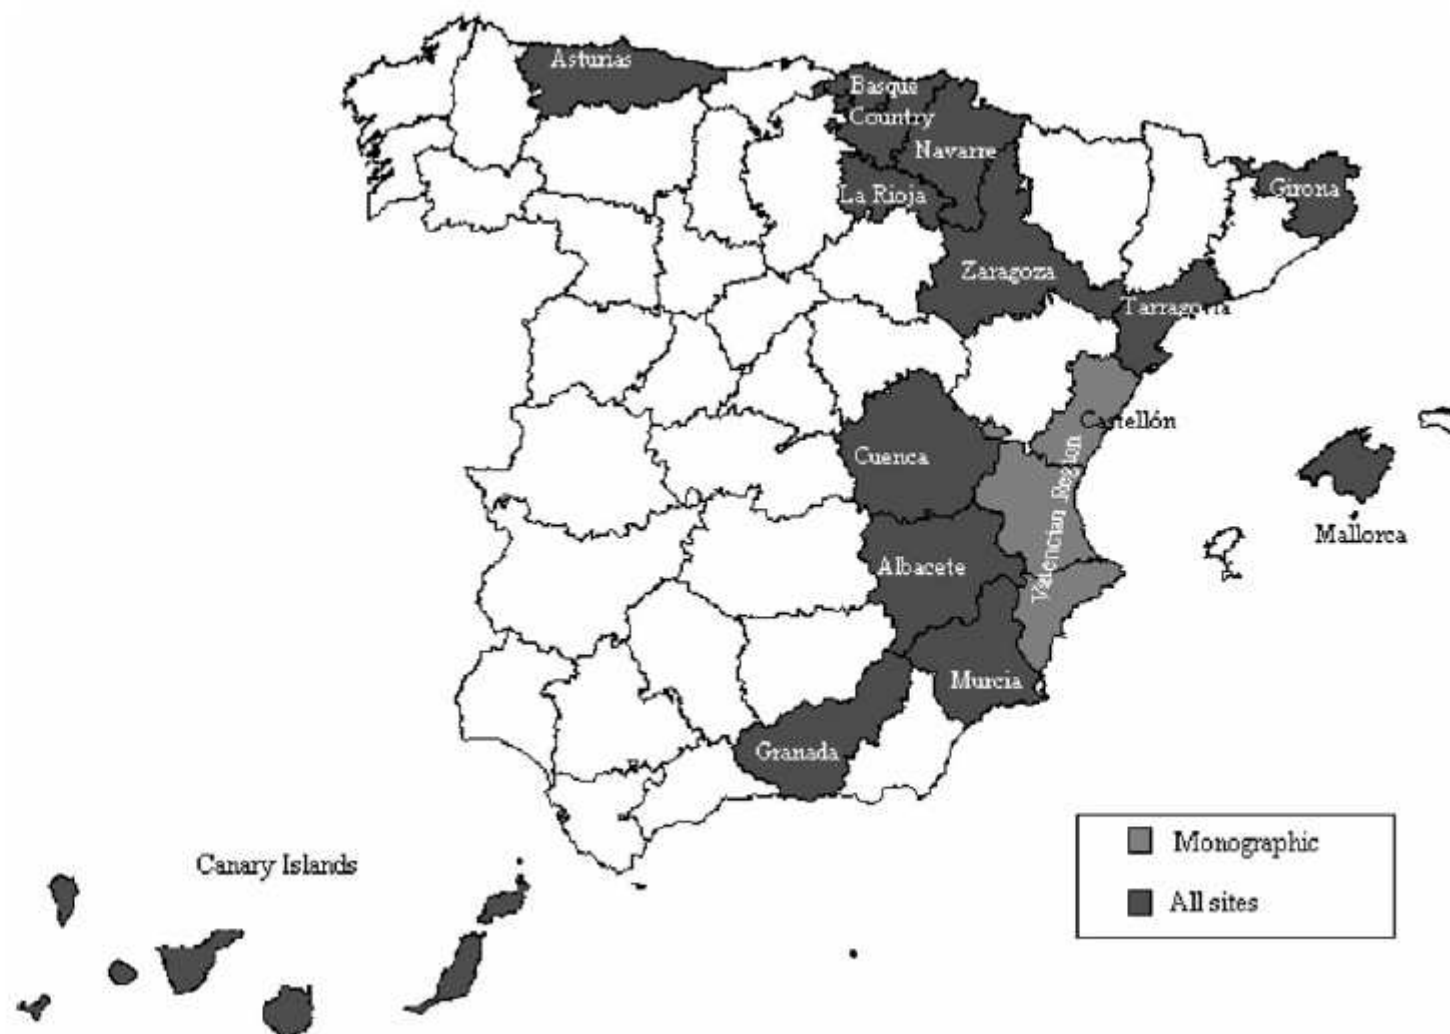 Asturias
Basque
Country
Navarre
La Rioja
Girona
Zaragoza
Tarragona
Castellón
Cuenca
Valencian Region
Mallorca
Albacete
Murcia
Granada
Canary Islands
Monographic
All sites